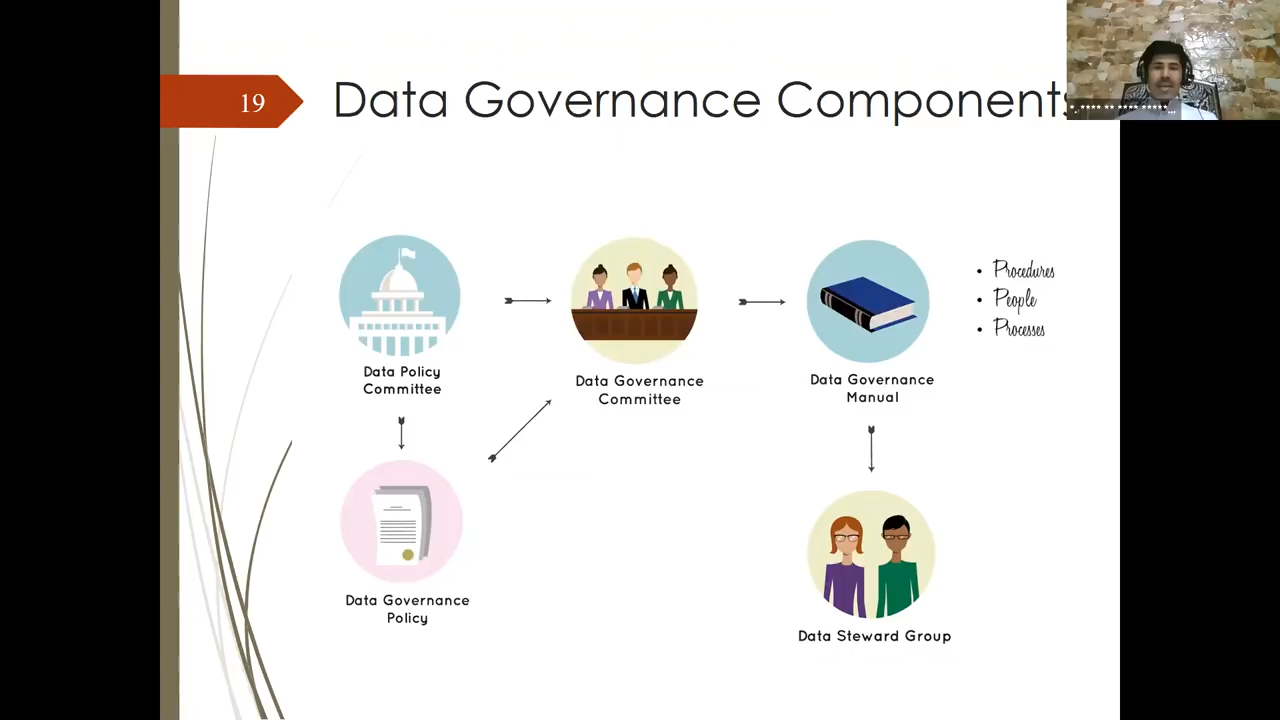 19
Data Governance Components
Data Policy
Committee
Data Governance
Committee
Data Governance
Manual
• Procedures
• People
• Processes
Data Governance
Policy
Data Steward Group